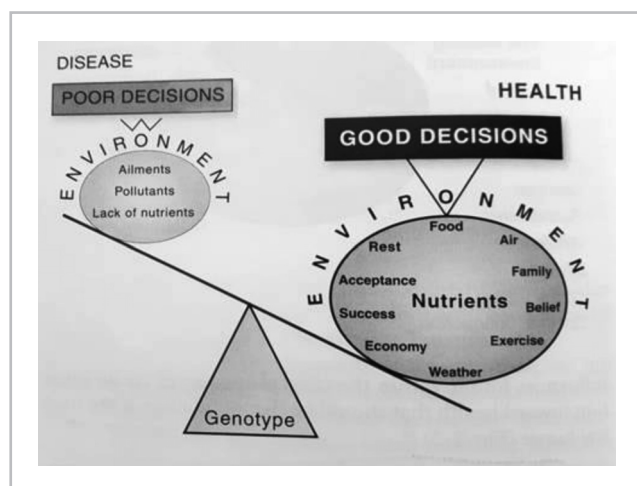 DISEASE
POOR DECISIONS
ENVIRONMENT
Ailments
Pollutants
Lack of nutrients
HEALTH
GOOD DECISIONS
ENVIRONMENT
Food
Rest
Air
Acceptance
Family
Nutrients
Success
Belief
Economy
Exercise
Weather
Genotype